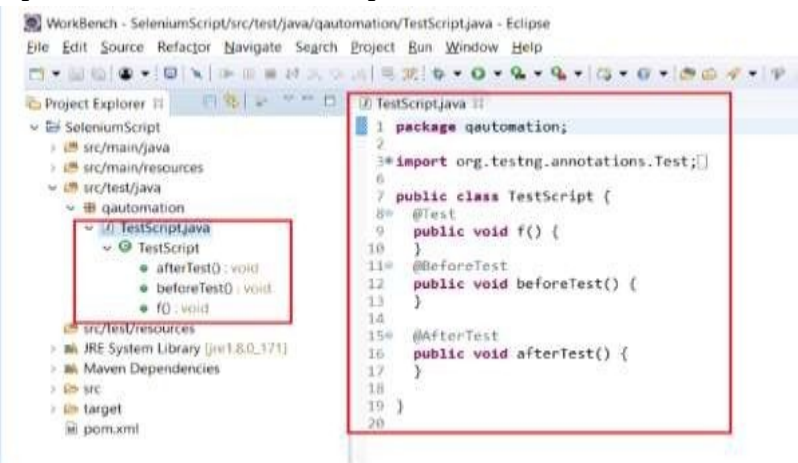 WorkBench - SeleniumScript/src/test/java/qautomation/TestScript.java - Eclipse
File Edit Source Refactor Navigate Search Project Run Window Help
Project Explorer
SeleniumScript
src/main/java
src/main/resources
src/test/java
qautomation
TestScript.java
TestScript
afterTest() : void
beforeTest() : void
f() : void
src/test/resources
JRE System Library [jre1.8.0_171]
Maven Dependencies
src
target
pom.xml
TestScript.java
1 package qautomation;
2
3 import org.testng.annotations.Test;
6
7 public class TestScript {
8 @Test
9 public void f() {
10 }
11 @BeforeTest
12 public void beforeTest() {
13 }
14
15 @AfterTest
16 public void afterTest() {
17 }
18
19 }
20